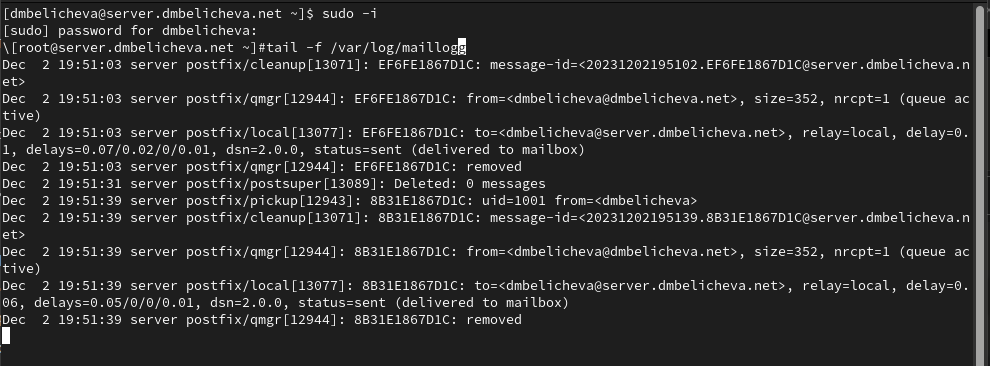 [dmbelicheva@server.dmbelicheva.net ~]$ sudo -i
[sudo] password for dmbelicheva:
\[root@server.dmbelicheva.net ~]#tail -f /var/log/maillogg
Dec  2 19:51:03 server postfix/cleanup[13071]: EF6FE1867D1C: message-id=<20231202195102.EF6FE1867D1C@server.dmbelicheva.n
et>
Dec  2 19:51:03 server postfix/qmgr[12944]: EF6FE1867D1C: from=<dmbelicheva@dmbelicheva.net>, size=352, nrcpt=1 (queue ac
tive)
Dec  2 19:51:03 server postfix/local[13077]: EF6FE1867D1C: to=<dmbelicheva@server.dmbelicheva.net>, relay=local, delay=0.
1, delays=0.07/0.02/0/0.01, dsn=2.0.0, status=sent (delivered to mailbox)
Dec  2 19:51:03 server postfix/qmgr[12944]: EF6FE1867D1C: removed
Dec  2 19:51:31 server postfix/postsuper[13089]: Deleted: 0 messages
Dec  2 19:51:39 server postfix/pickup[12943]: 8B31E1867D1C: uid=1001 from=<dmbelicheva>
Dec  2 19:51:39 server postfix/cleanup[13071]: 8B31E1867D1C: message-id=<20231202195139.8B31E1867D1C@server.dmbelicheva.n
et>
Dec  2 19:51:39 server postfix/qmgr[12944]: 8B31E1867D1C: from=<dmbelicheva@dmbelicheva.net>, size=352, nrcpt=1 (queue ac
tive)
Dec  2 19:51:39 server postfix/local[13077]: 8B31E1867D1C: to=<dmbelicheva@server.dmbelicheva.net>, relay=local, delay=0.
06, delays=0.05/0/0/0.01, dsn=2.0.0, status=sent (delivered to mailbox)
Dec  2 19:51:39 server postfix/qmgr[12944]: 8B31E1867D1C: removed